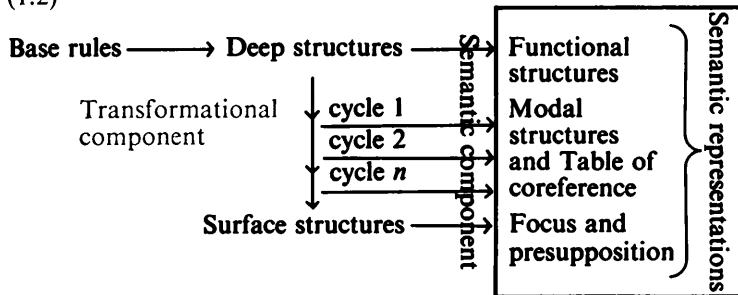 (1.2)
Base rules Deep structures
Functional
structures
Transformational
component
cycle 1
cycle 2
cycle n
Modal
structures
and Table of
coreference
Surface structures
Focus and
presupposition
Semantic component
Semantic representations